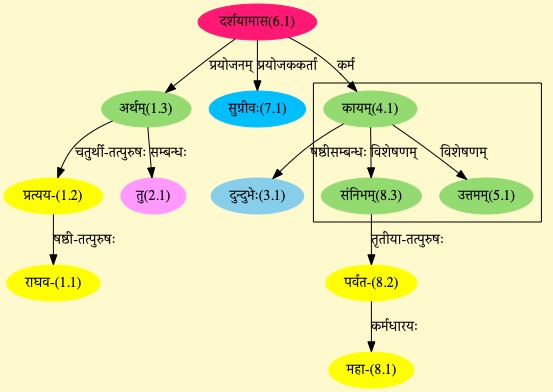 दर्शयामास(6.1)
प्रयोजनम् प्रयोजककर्ता कर्म
अर्थम्(1.3) सुग्रीवः(7.1) कायम्(4.1)
चतुर्थी-तत्पुरुषः सम्बन्धः षष्ठीसम्बन्धः विशेषणम् विशेषणम्
प्रत्यय-(1.2) तु(2.1) दुन्दुभेः(3.1) संनिभम्(8.3) उत्तमम्(5.1)
षष्ठी-तत्पुरुषः तृतीया-तत्पुरुषः
राघव-(1.1) पर्वत-(8.2)
कर्मधारयः
महा-(8.1)